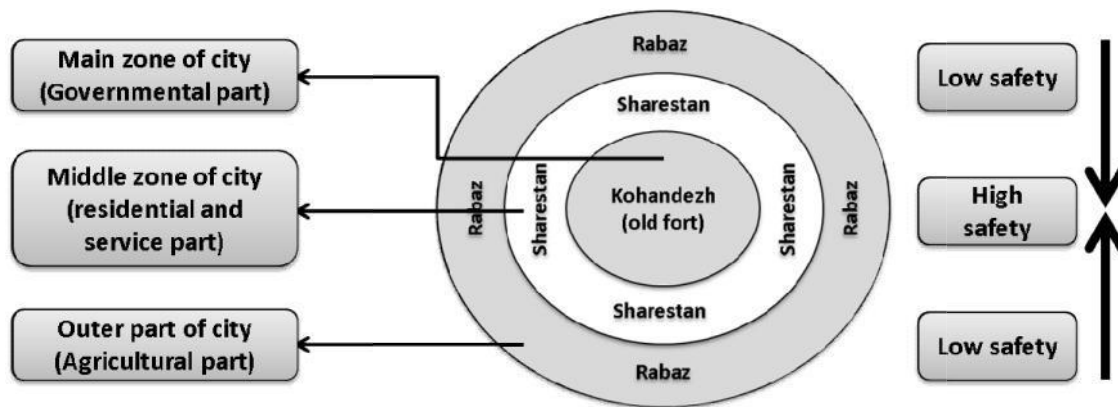 Main zone of city
(Governmental part)
Middle zone of city
(residential and
service part)
Outer part of city
(Agricultural part)
Rabaz
Sharestan
Rabaz
Sharestan
Kohandezh
(old fort)
Sharestan
Rabaz
Sharestan
Rabaz
Low safety
High
safety
Low safety